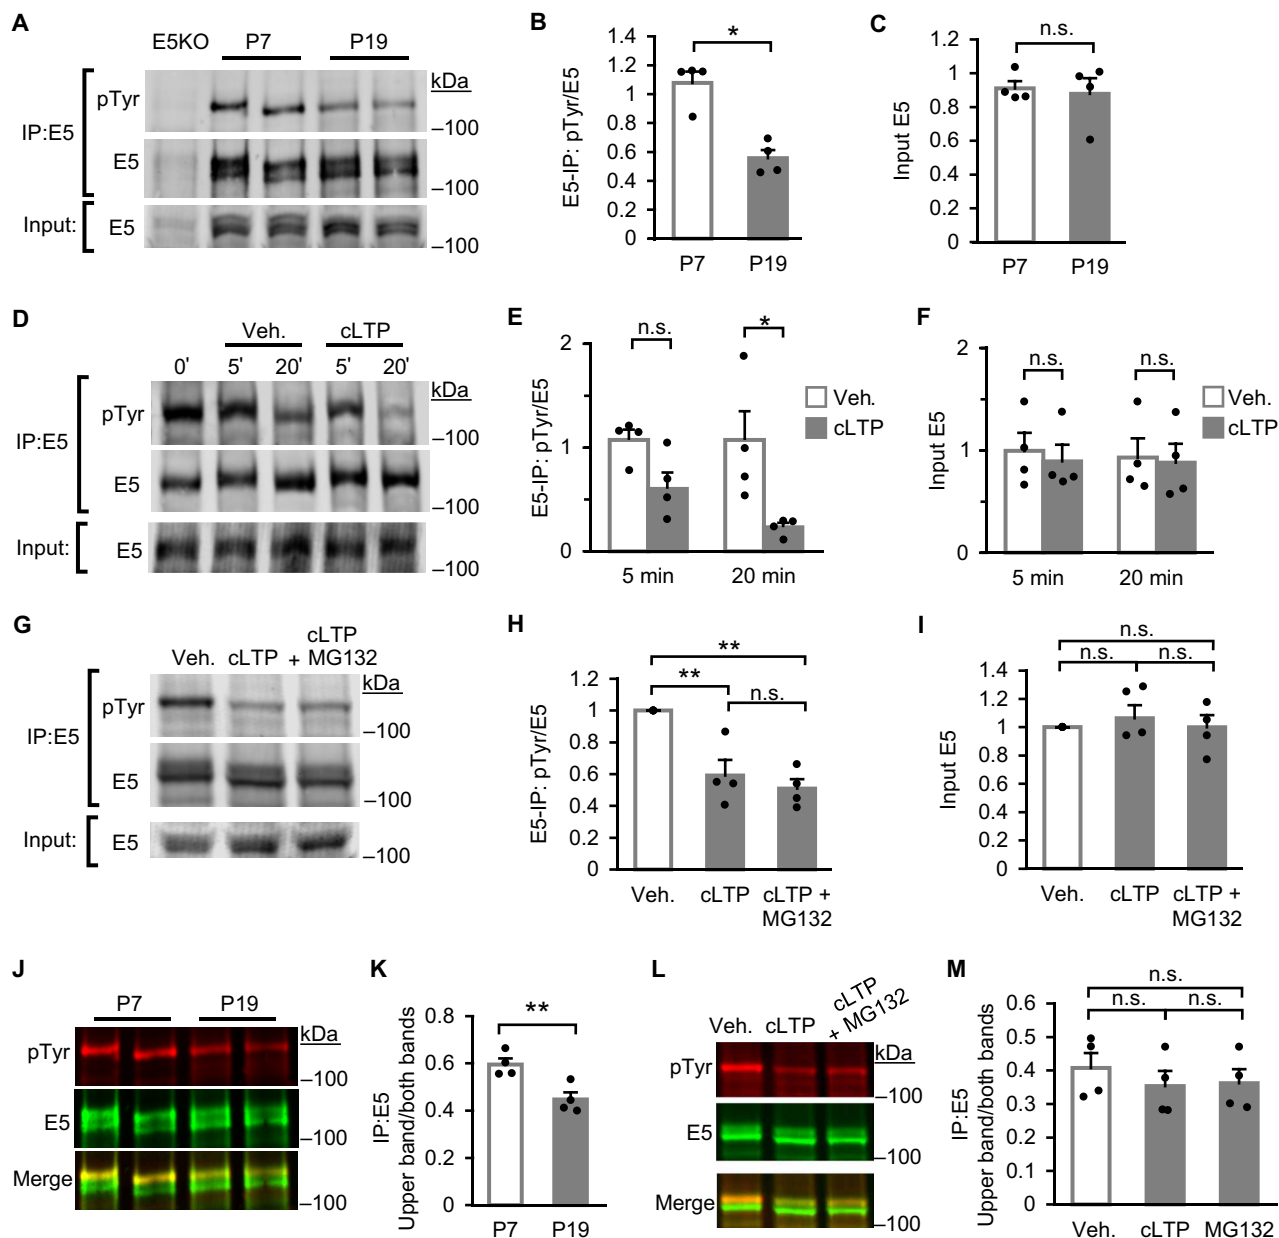 A
E5KO P7 P19
kDa
IP:E5
pTyr
–100
E5
–100
Input:
E5
–100
B
E5-IP: pTyr/E5
1.4
1.2
1
0.8
0.6
0.4
0.2
0
*
P7 P19
C
Input E5
1.2
1
0.8
0.6
0.4
0.2
0
n.s.
P7 P19
D
Veh. cLTP
0' 5' 20' 5' 20'
kDa
IP:E5
pTyr
–100
E5
–100
Input:
E5
–100
E
E5-IP: pTyr/E5
2
1
0
n.s. *
Veh.
cLTP
5 min 20 min
F
Input E5
2
1
0
n.s. n.s.
Veh.
cLTP
5 min 20 min
G
Veh. cLTP cLTP + MG132
kDa
IP:E5
pTyr
–100
E5
–100
Input:
E5
–100
H
E5-IP: pTyr/E5
1.2
1
0.8
0.6
0.4
0.2
0
**
** n.s.
Veh. cLTP cLTP +
MG132
I
Input E5
1.4
1.2
1
0.8
0.6
0.4
0.2
0
n.s.
n.s. n.s.
Veh. cLTP cLTP +
MG132
J
P7 P19
kDa
pTyr
–100
E5
–100
Merge
–100
K
IP:E5
Upper band/both bands
0.8
0.6
0.4
0.2
0
**
P7 P19
L
Veh. cLTP cLTP + MG132
kDa
pTyr
–100
E5
–100
Merge
–100
M
IP:E5
Upper band/both bands
0.6
0.5
0.4
0.3
0.2
0.1
0
n.s.
n.s. n.s.
Veh. cLTP MG132